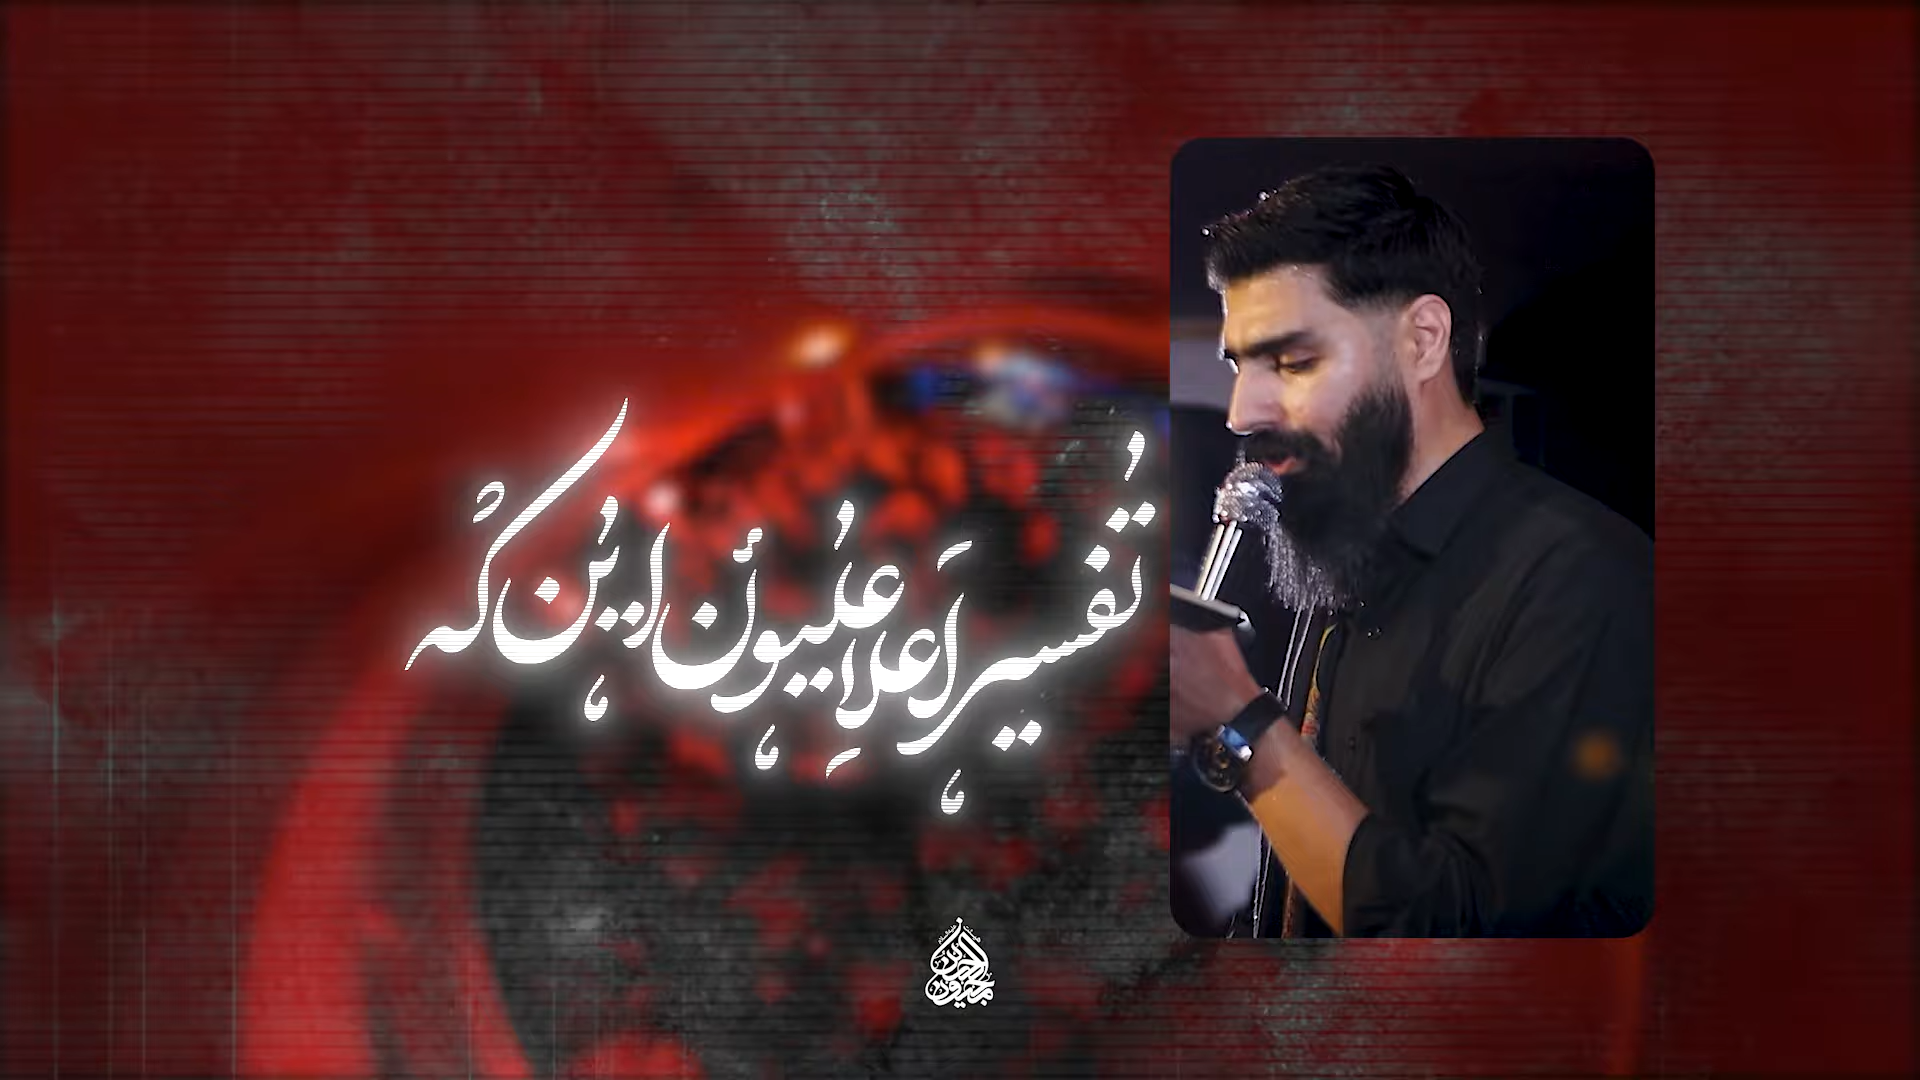 تفسیر اعلا علیون این که